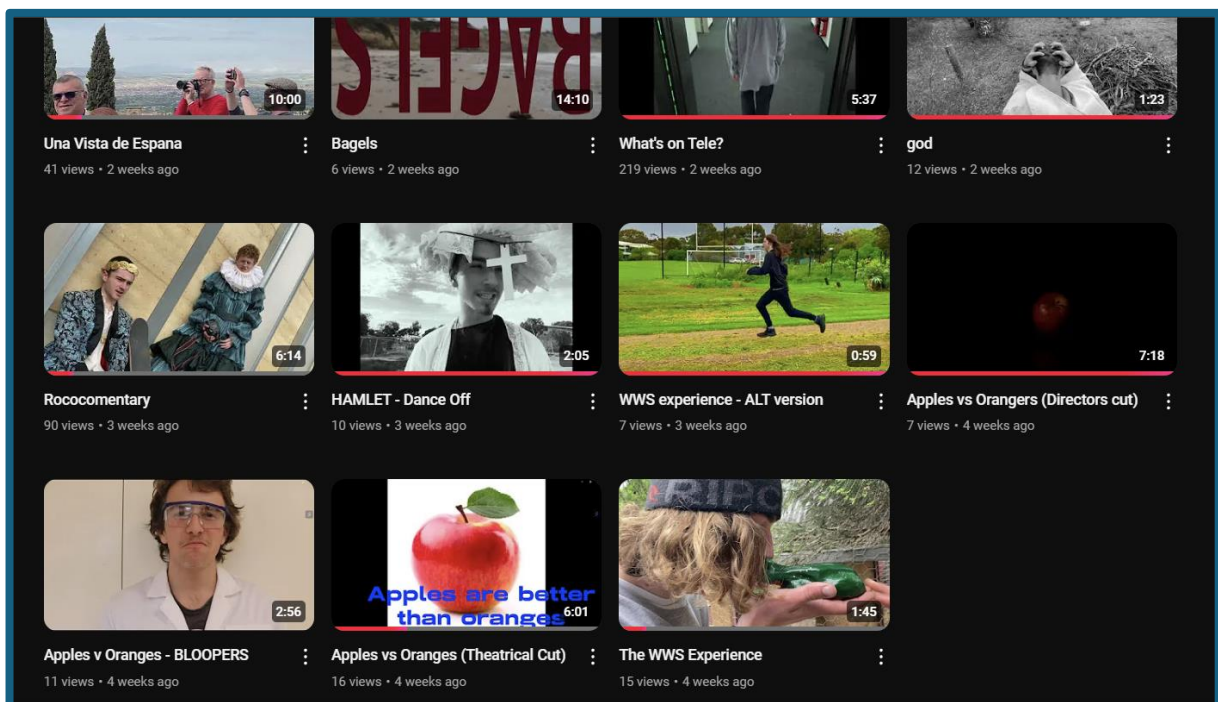 BAGELS
10:00
14:10
5:37
1:23
Una Vista de Espana
Bagels
What's on Tele?
god
41 views • 2 weeks ago
6 views • 2 weeks ago
219 views • 2 weeks ago
12 views • 2 weeks ago
6:14
2:05
0:59
7:18
Rococomentary
HAMLET - Dance Off
WWS experience - ALT version
Apples vs Orangers (Directors cut)
90 views • 3 weeks ago
10 views • 3 weeks ago
7 views • 3 weeks ago
7 views • 4 weeks ago
Apples are better
than oranges
2:56
6:01
1:45
Apples v Oranges - BLOOPERS
Apples vs Oranges (Theatrical Cut)
The WWS Experience
11 views • 4 weeks ago
16 views • 4 weeks ago
15 views • 4 weeks ago